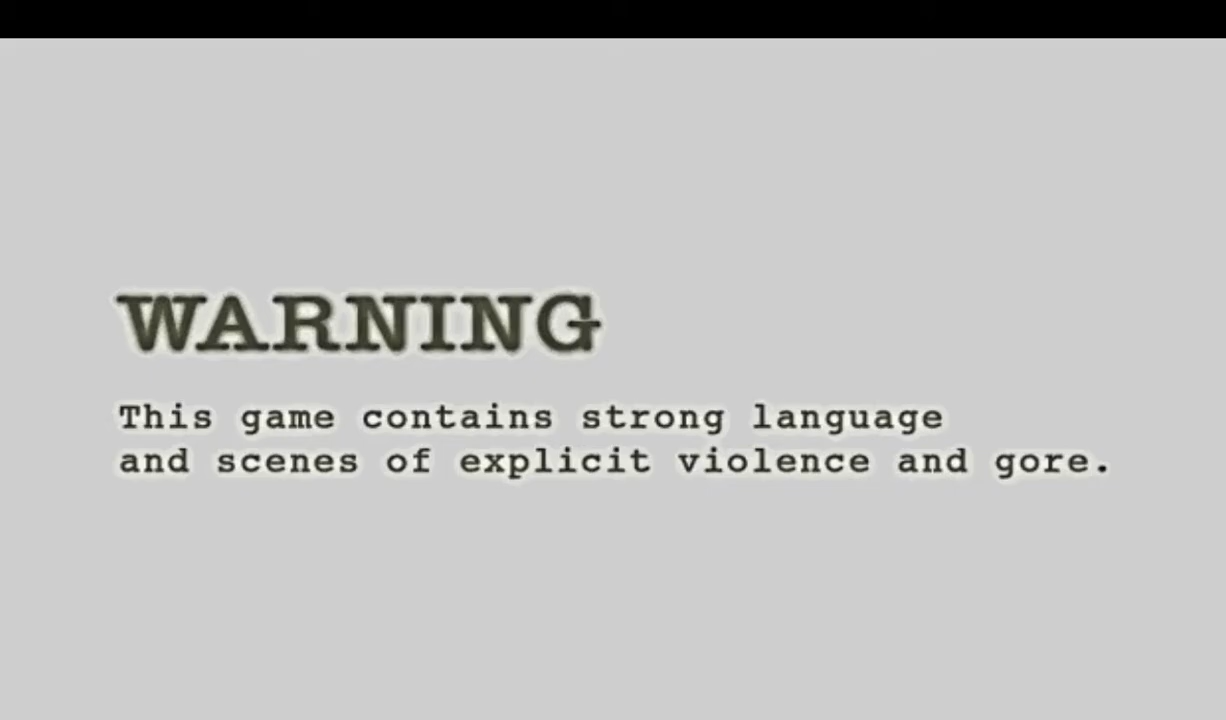 WARNING
This game contains strong language
and scenes of explicit violence and gore.